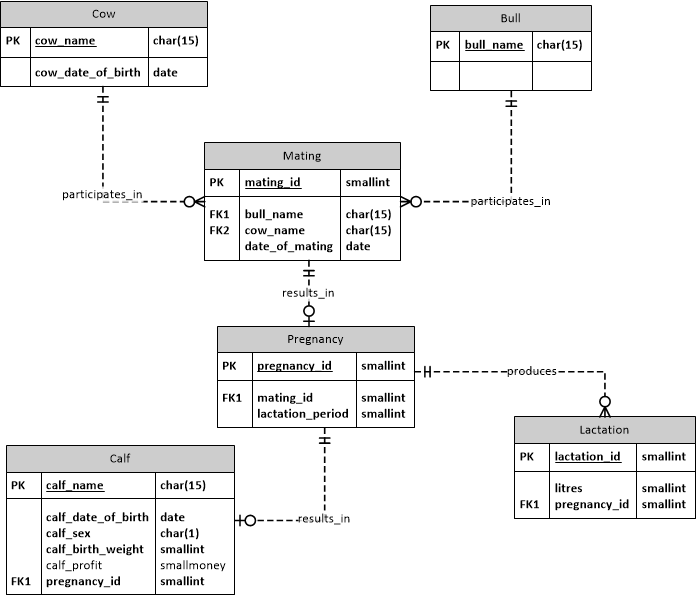 Cow
PK cow_name char(15)
cow_date_of_birth date
Bull
PK bull_name char(15)
participates_in
participates_in
Mating
PK mating_id smallint
FK1 bull_name char(15)
FK2 cow_name char(15)
date_of_mating date
results_in
Pregnancy
PK pregnancy_id smallint
FK1 mating_id smallint
lactation_period smallint
produces
Lactation
PK lactation_id smallint
litres smallint
FK1 pregnancy_id smallint
results_in
Calf
PK calf_name char(15)
calf_date_of_birth date
calf_sex char(1)
calf_birth_weight smallint
calf_profit smallmoney
FK1 pregnancy_id smallint